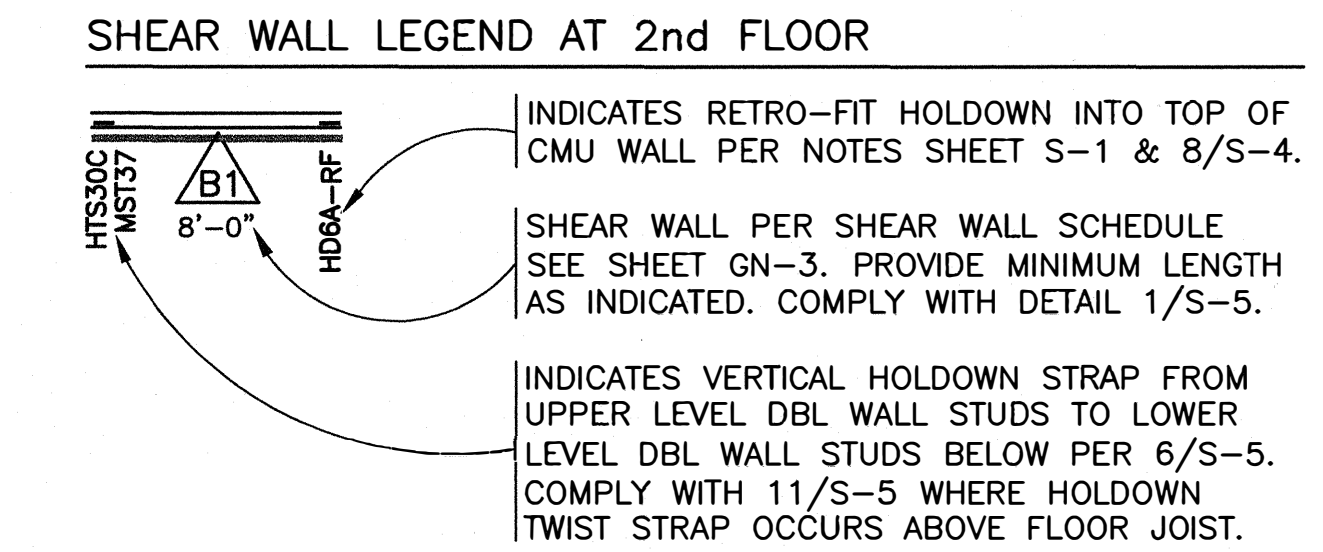 SHEAR WALL LEGEND AT 2nd FLOOR
HTS30C
MST37
B1
8'-0"
HD6A-RF
INDICATES RETRO-FIT HOLDOWN INTO TOP OF
CMU WALL PER NOTES SHEET S-1 & 8/S-4.
SHEAR WALL PER SHEAR WALL SCHEDULE
SEE SHEET GN-3. PROVIDE MINIMUM LENGTH
AS INDICATED. COMPLY WITH DETAIL 1/S-5.
INDICATES VERTICAL HOLDOWN STRAP FROM
UPPER LEVEL DBL WALL STUDS TO LOWER
LEVEL DBL WALL STUDS BELOW PER 6/S-5.
COMPLY WITH 11/S-5 WHERE HOLDOWN
TWIST STRAP OCCURS ABOVE FLOOR JOIST.